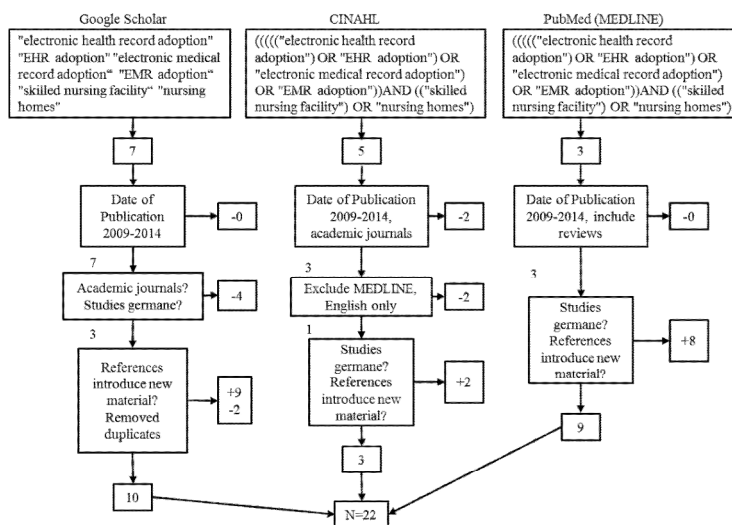 Google Scholar
"electronic health record adoption"
"EHR adoption" "electronic medical
record adoption“ "EMR adoption“
"skilled nursing facility“ "nursing
homes"
7
Date of
Publication
2009-2014
-0
7
Academic journals?
Studies germane?
-4
3
References
introduce new
material?
Removed
duplicates
+9
-2
10
CINAHL
((((("electronic health record
adoption") OR "EHR adoption") OR
"electronic medical record adoption")
OR "EMR adoption"))AND (("skilled
nursing facility") OR "nursing homes")
5
Date of Publication
2009-2014,
academic journals
-2
3
Exclude MEDLINE,
English only
-2
1
Studies
germane?
References
introduce new
material?
+2
3
PubMed (MEDLINE)
((((("electronic health record
adoption") OR "EHR adoption") OR
"electronic medical record adoption")
OR "EMR adoption"))AND (("skilled
nursing facility") OR "nursing homes")
3
Date of Publication
2009-2014, include
reviews
-0
3
Studies
germane?
References
introduce new
material?
+8
9
N=22